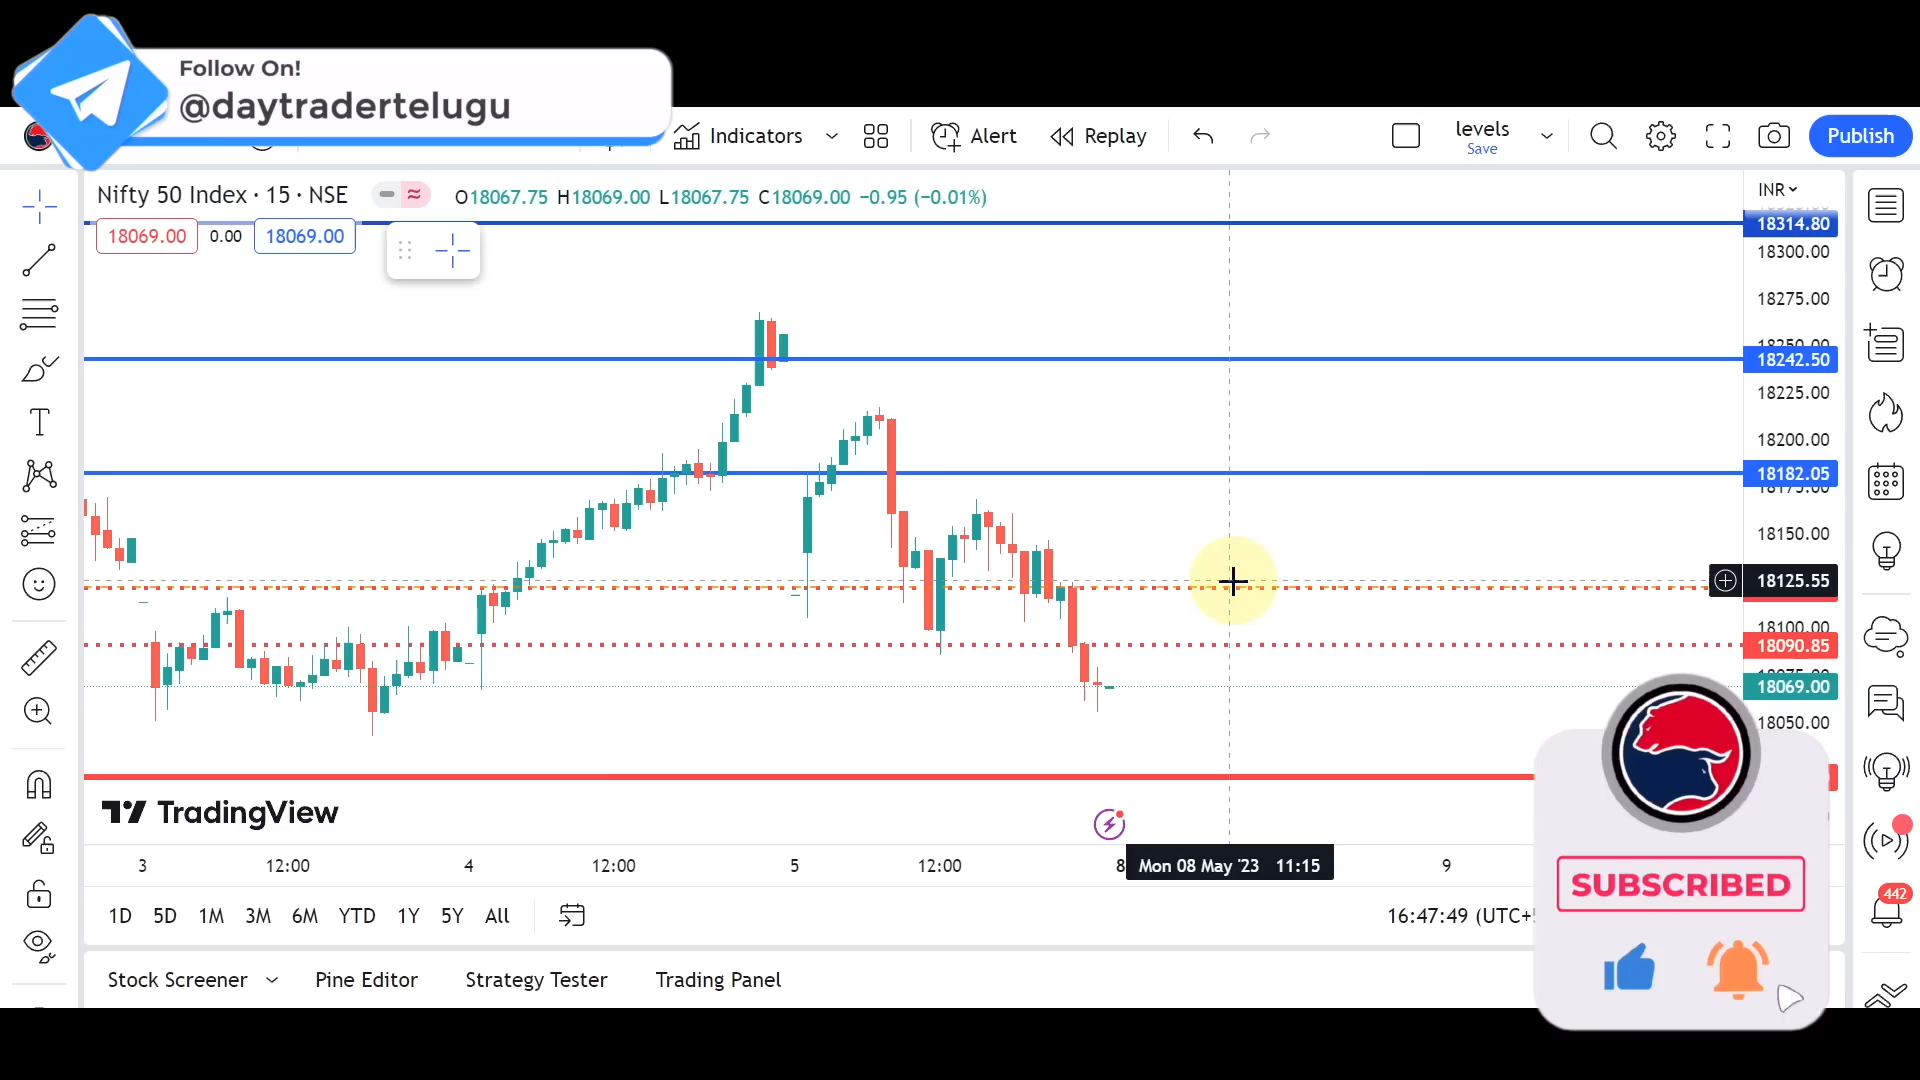 Follow On!
@daytradertelugu
Indicators
Alert
Replay
levels
Save
Publish
Nifty 50 Index · 15 · NSE
O18067.75 H18069.00 L18067.75 C18069.00 −0.95 (−0.01%)
INR
18069.00 0.00 18069.00
18314.80
18300.00
18275.00
18242.50
18225.00
18200.00
18182.05
18150.00
18125.55
18100.00
18090.85
18069.00
18050.00
TradingView
3 12:00 4 12:00 5 12:00 8 Mon 08 May '23 11:15 9
1D 5D 1M 3M 6M YTD 1Y 5Y All
16:47:49 (UTC+
SUBSCRIBED
442
Stock Screener Pine Editor Strategy Tester Trading Panel